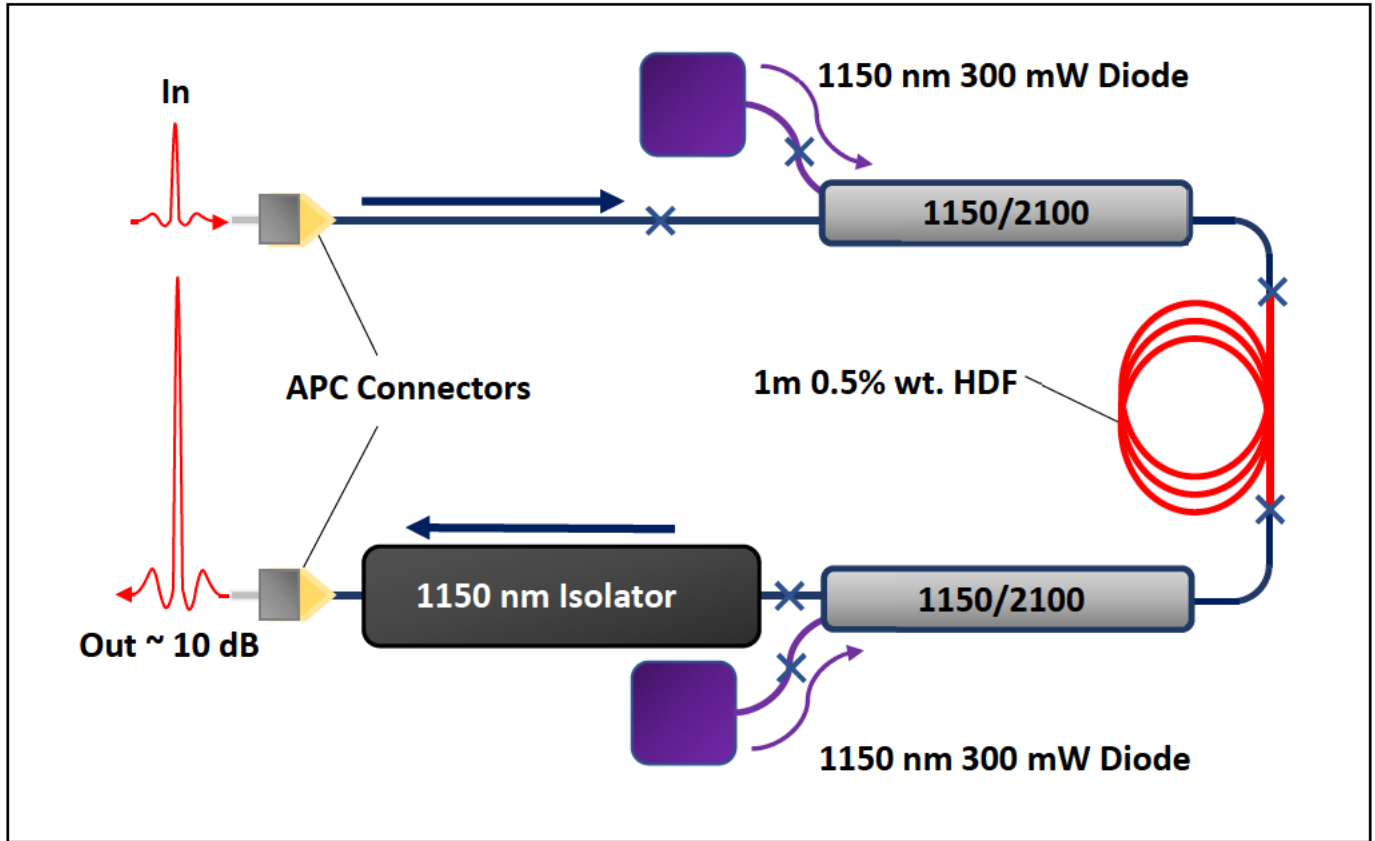 In
1150 nm 300 mW Diode
1150/2100
APC Connectors
1m 0.5% wt. HDF
1150 nm Isolator
1150/2100
Out ~ 10 dB
1150 nm 300 mW Diode